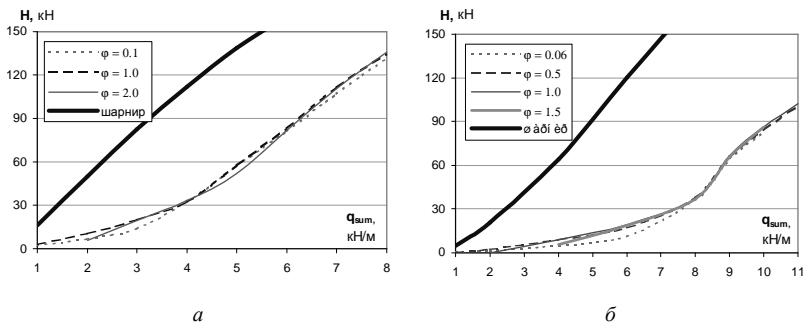 H, кН
150
120
90
60
30
0
φ = 0.1
φ = 1.0
φ = 2.0
шарнир
qsum,
кН/м
1 2 3 4 5 6 7 8
а
H, кН
150
120
90
60
30
0
φ = 0.06
φ = 0.5
φ = 1.0
φ = 1.5
ø àðí èð
qsum,
кН/м
1 2 3 4 5 6 7 8 9 10 11
б